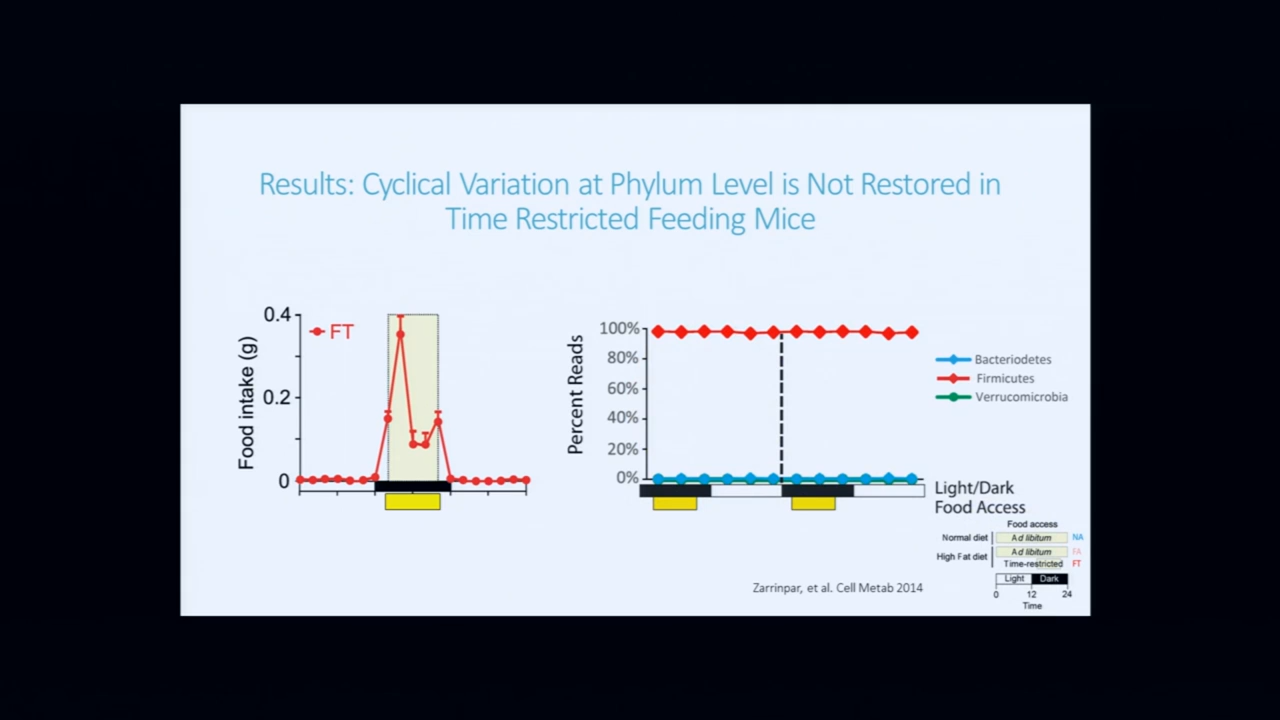 Results: Cyclical Variation at Phylum Level is Not Restored in
Time Restricted Feeding Mice
0.4
0.2
0
Food intake (g)
FT
100%
80%
60%
40%
20%
0%
Percent Reads
Bacteriodetes
Firmicutes
Verrucomicrobia
Light/Dark
Food Access
Food access
Normal diet
Ad libitum
NA
High Fat diet
Ad libitum
FA
Time-restricted
FT
Light
Dark
0
12
24
Time
Zarrinpar, et al. Cell Metab 2014